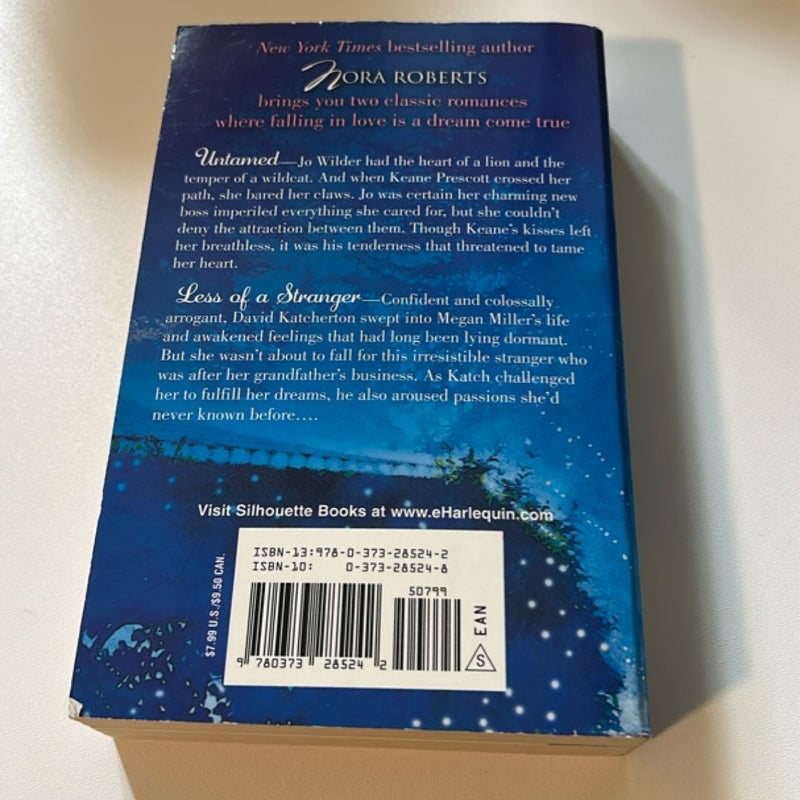 New York Times bestselling author
NORA ROBERTS
brings you two classic romances
where falling in love is a dream come true
Untamed—Jo Wilder had the heart of a lion and the
temper of a wildcat. And when Keane Prescott crossed her
path, she bared her claws. Jo was certain her charming new
boss imperiled everything she cared for, but she couldn't
deny the attraction between them. Though Keane's kisses left
her breathless, it was his tenderness that threatened to tame
her heart.
Less of a Stranger—Confident and colossally
arrogant, David Katcherton swept into Megan Miller's life
and awakened feelings that had long been lying dormant.
But she wasn't about to fall for this irresistible stranger who
was after her grandfather's business. As Katch challenged
her to fulfill her dreams, he also aroused passions she'd
never known before....
Visit Silhouette Books at www.eHarlequin.com
$7.99 U.S./$9.50 CAN.
ISBN-13:978-0-373-28524-2
ISBN-10: 0-373-28524-8
50799
9 780373 28524 2
S
EAN